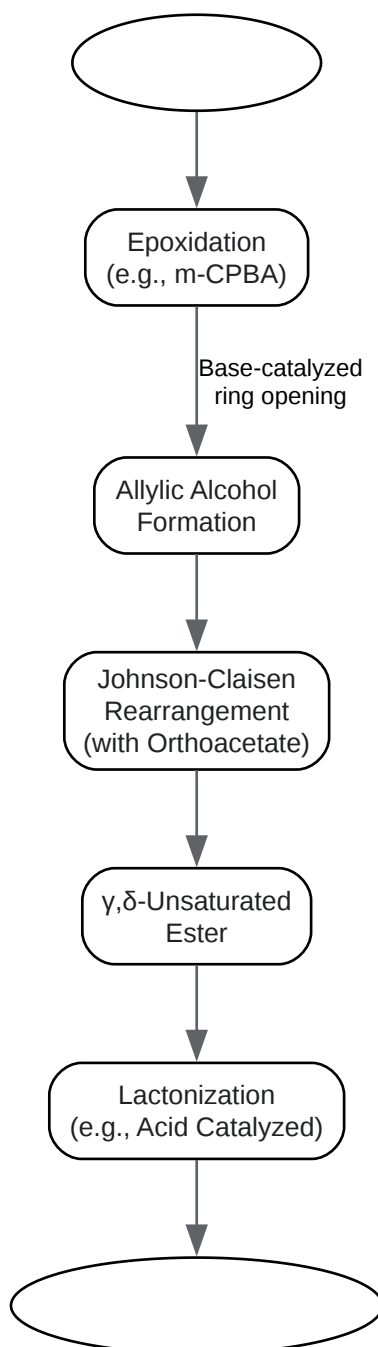 Epoxidation
(e.g., m-CPBA)
Base-catalyzed
ring opening
Allylic Alcohol
Formation
Johnson-Claisen
Rearrangement
(with Orthoacetate)
γ,δ-Unsaturated
Ester
Lactonization
(e.g., Acid Catalyzed)